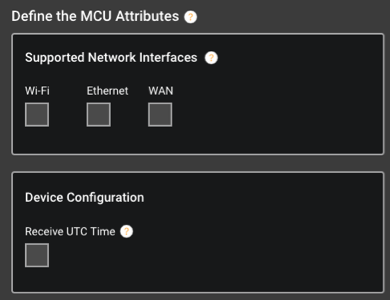 Define the MCU Attributes ?
Supported Network Interfaces ?
Wi-Fi Ethernet WAN
Device Configuration
Receive UTC Time ?